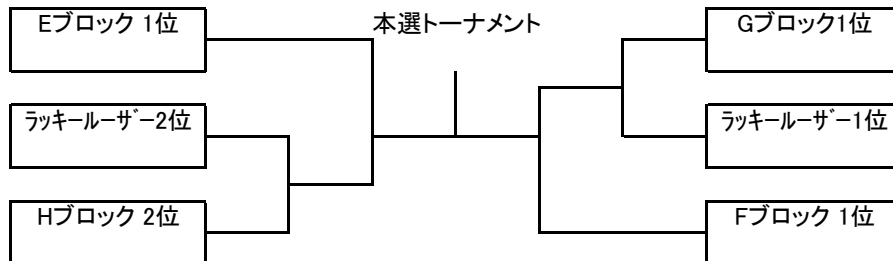 Eブロック 1位
本選トーナメント
Gブロック1位
ラッキールーザー2位
ラッキールーザー1位
Hブロック 2位
Fブロック 1位